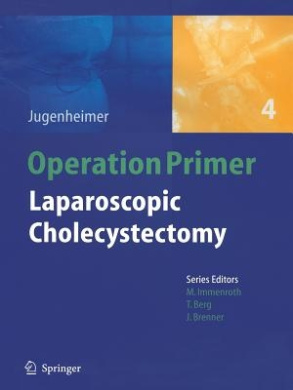 4
Jugenheimer
Operation Primer
Laparoscopic
Cholecystectomy
Series Editors
M. Immenroth
T. Berg
J. Brenner
Springer